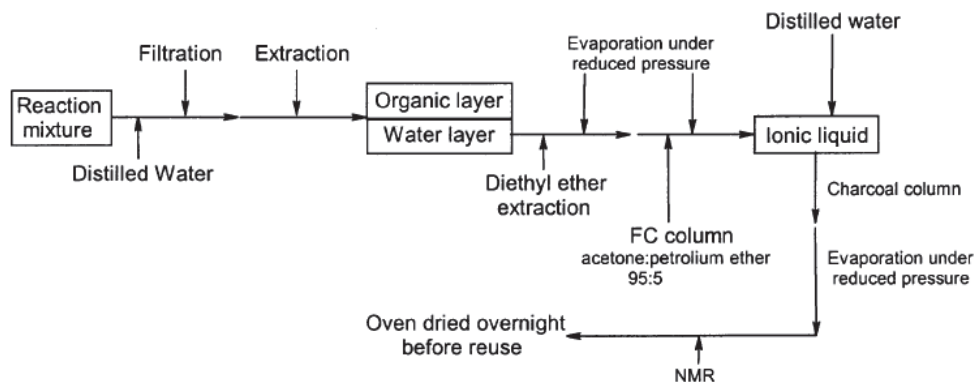 Distilled water
Filtration
Extraction
Evaporation under
reduced pressure
Reaction
mixture
Organic layer
Water layer
Ionic liquid
Distilled Water
Diethyl ether
extraction
Charcoal column
FC column
acetone:petrolium ether
95:5
Evaporation under
reduced pressure
Oven dried overnight
before reuse
NMR